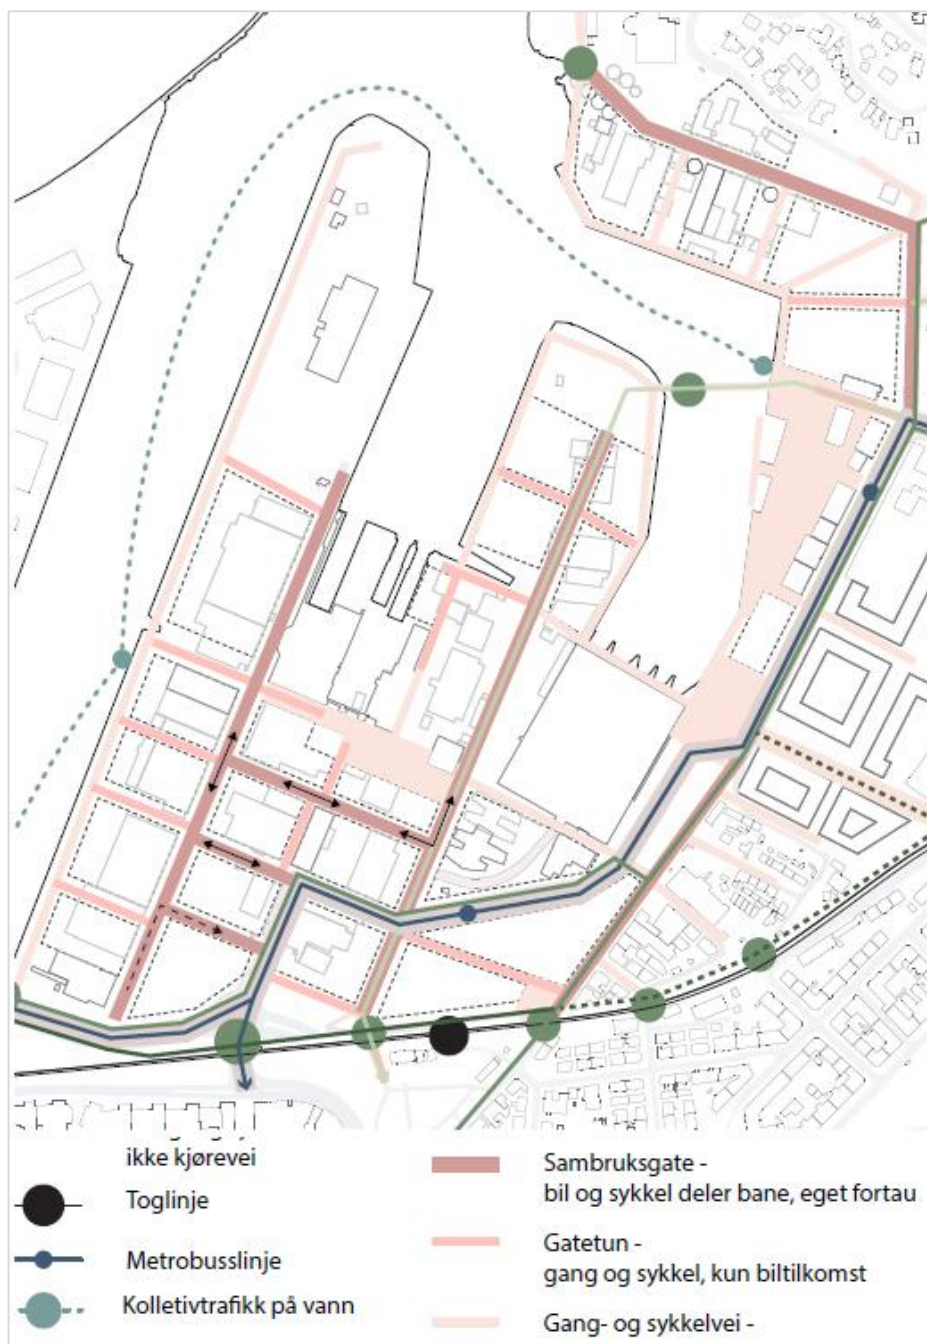 ikke kjørevei
Toglinje
Metrobusslinje
Kolletivtrafikk på vann
Sambruksgate -
bil og sykkel deler bane, eget fortau
Gatetun -
gang og sykkel, kun biltilkomst
Gang- og sykkelvei -